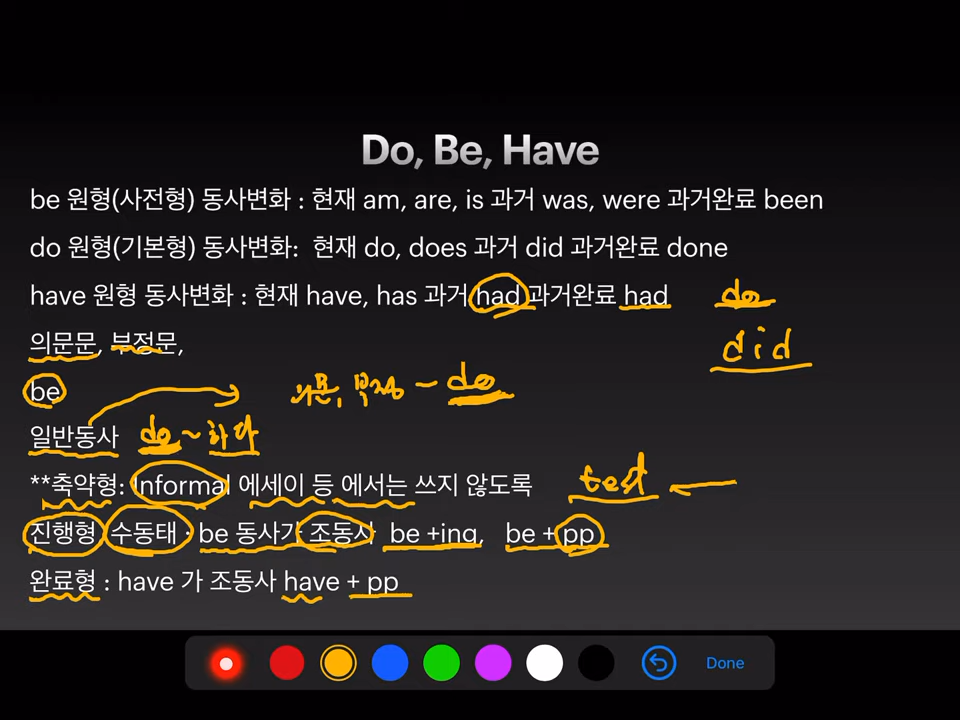 Do, Be, Have
be 원형(사전형) 동사변화 : 현재 am, are, is 과거 was, were 과거완료 been
do 원형(기본형) 동사변화: 현재 do, does 과거 did 과거완료 done
have 원형 동사변화 : 현재 have, has 과거 had 과거완료 had do
의문문, 부정문, did
be 의문, 부정 - do
일반동사 do ~하다
**축약형: Informal 에세이 등 에서는 쓰지 않도록 test
진행형 수동태 : be 동사가 조동사 be +ing, be + pp
완료형 : have 가 조동사 have + pp
Done